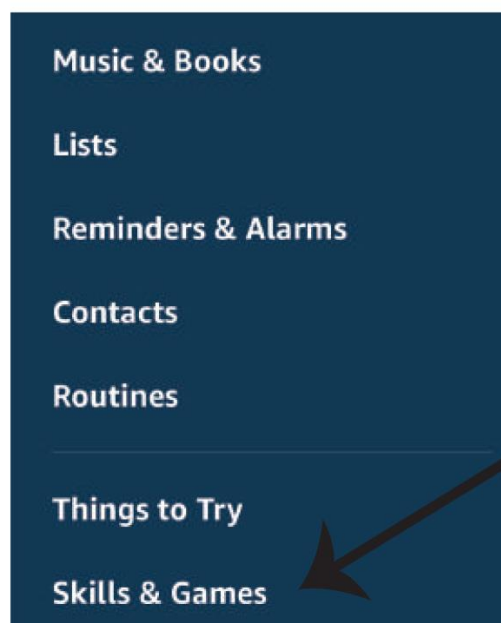 Music & Books
Lists
Reminders & Alarms
Contacts
Routines
Things to Try
Skills & Games